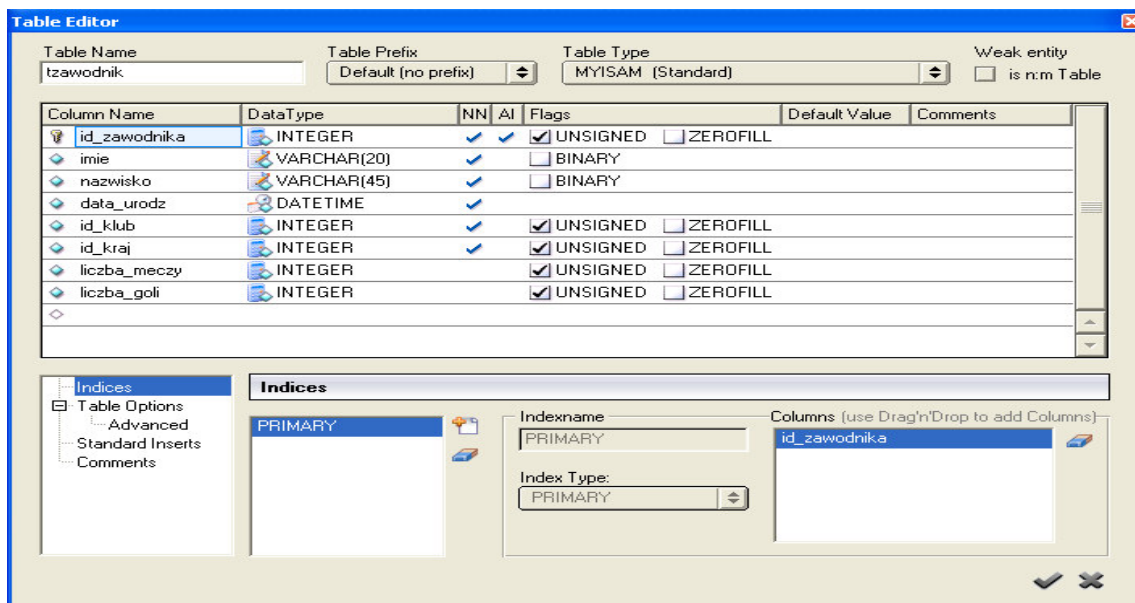 Table Editor
Table Name Table Prefix Table Type Weak entity
tzawodnik Default (no prefix) MYISAM (Standard) is n:m Table
Column Name DataType NN AI Flags Default Value Comments
id_zawodnika INTEGER UNSIGNED ZEROFILL
imie VARCHAR(20) BINARY
nazwisko VARCHAR(45) BINARY
data_urodz DATETIME
id_klub INTEGER UNSIGNED ZEROFILL
id_kraj INTEGER UNSIGNED ZEROFILL
liczba_meczy INTEGER UNSIGNED ZEROFILL
liczba_goli INTEGER UNSIGNED ZEROFILL
Indices
Table Options
Advanced
Standard Inserts
Comments
Indices
PRIMARY
Indexname
PRIMARY
Index Type:
PRIMARY
Columns (use Drag'n'Drop to add Columns)
id_zawodnika